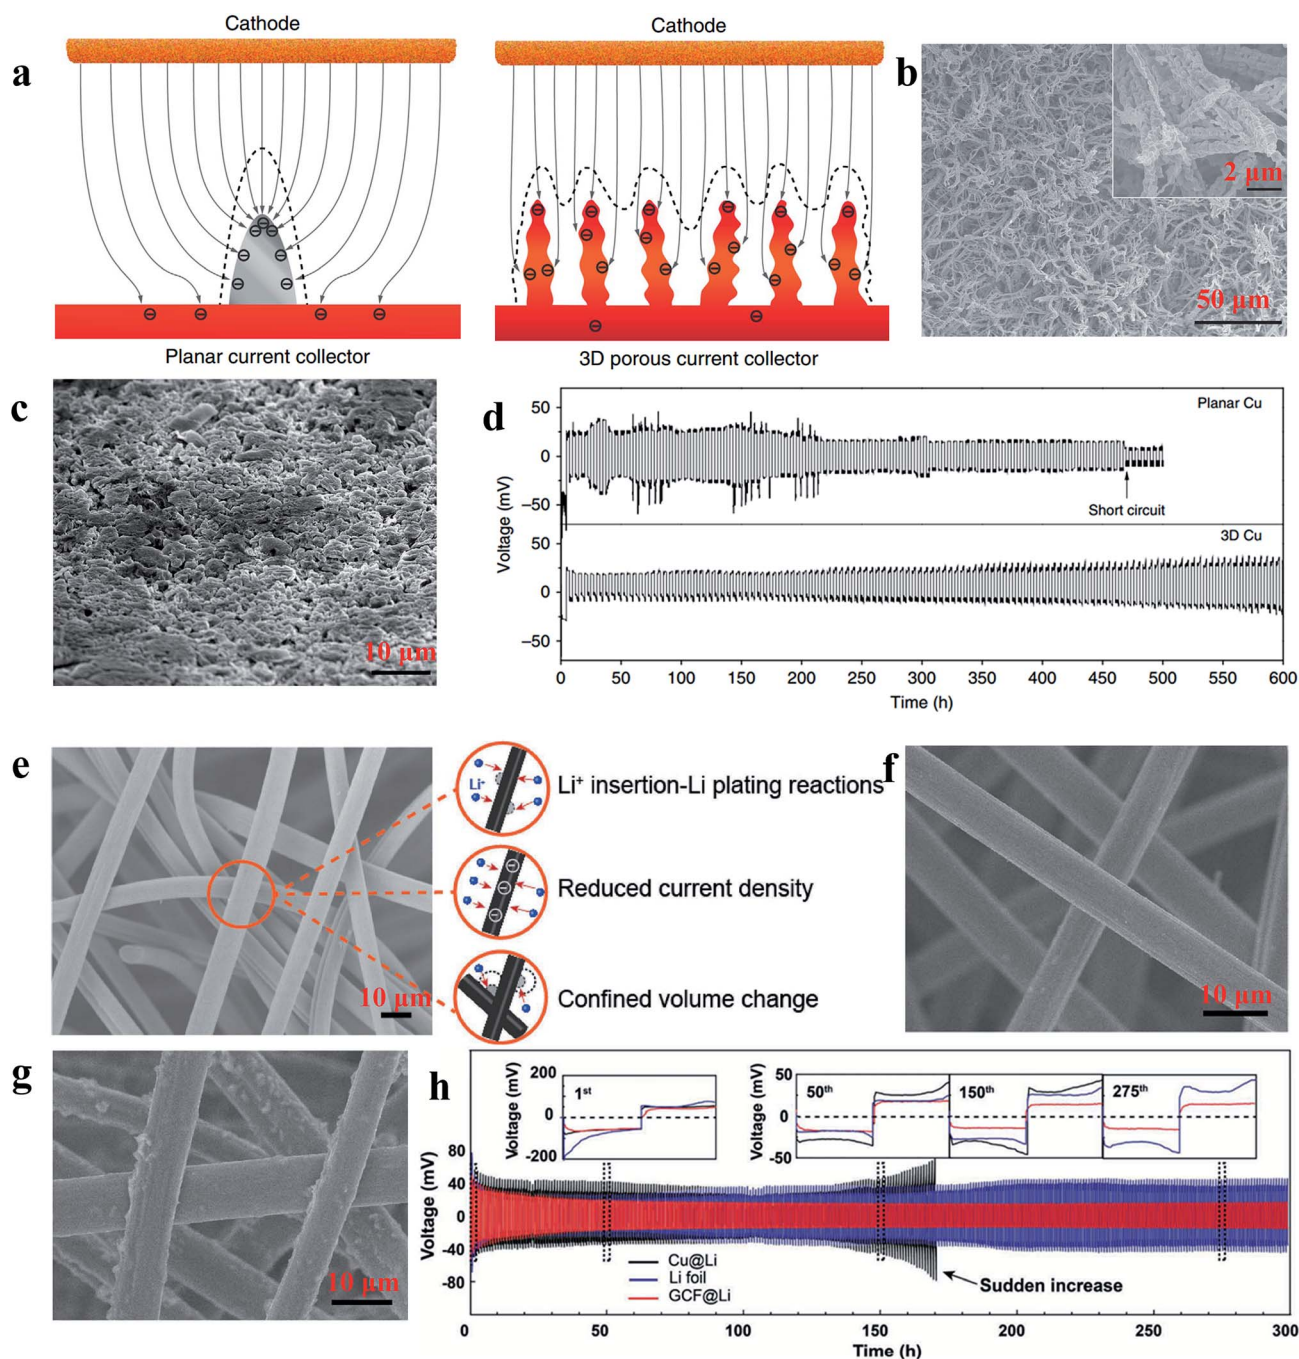 a
Cathode
Planar current collector
Cathode
3D porous current collector
b
2 μm
50 μm
c
10 μm
d
Voltage (mV)
50
0
−50
50
0
−50
Planar Cu
Short circuit
3D Cu
0 50 100 150 200 250 300 350 400 450 500 550 600
Time (h)
e
10 μm
Li⁺
Li⁺ insertion-Li plating reactions
Reduced current density
Confined volume change
f
10 μm
g
10 μm
h
Voltage (mV)
200
0
-200
1st
Voltage (mV)
50
0
-50
50th
150th
275th
Voltage (mV)
80
40
0
-40
-80
Cu@Li
Li foil
GCF@Li
Sudden increase
0 50 100 150 200 250 300
Time (h)